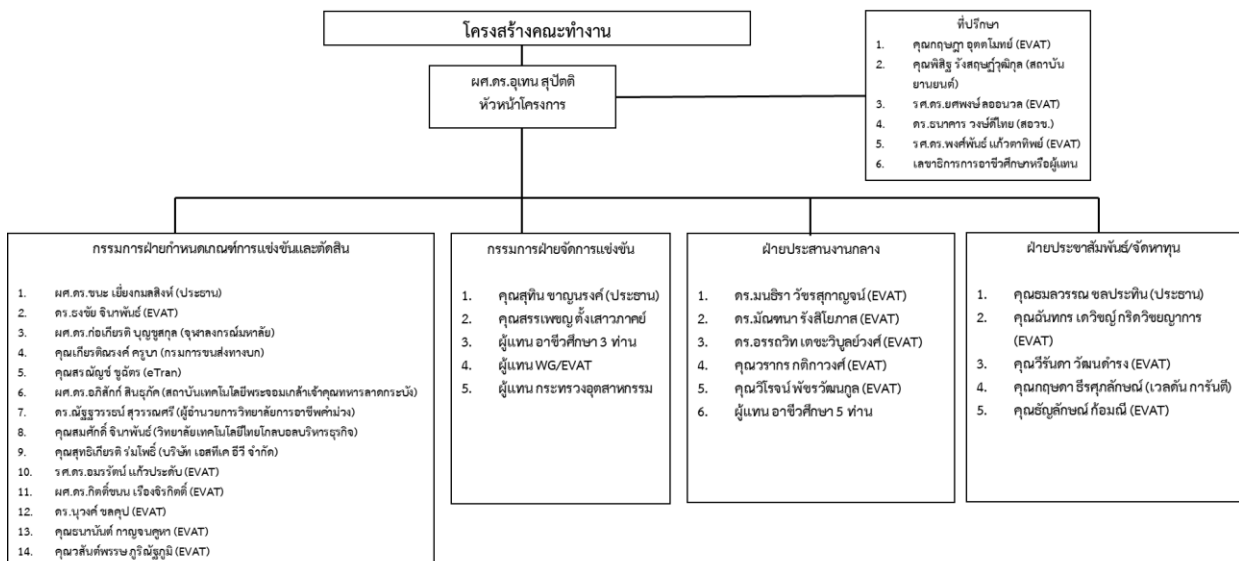 โครงสร้างคณะทำงาน
ผศ.ดร.อุเทน สุปัตติ
หัวหน้าโครงการ
ที่ปรึกษา
1. คุณกฤษฎา อุตตโมทย์ (EVAT)
2. คุณพิสิฐ รังสฤษฎ์วุฒิกุล (สถาบัน
ยานยนต์)
3. รศ.ดร.ยศพงษ์ ลออนวล (EVAT)
4. ดร.ธนาคาร วงษ์ดีไทย (สอวช.)
5. รศ.ดร.พงศ์พันธ์ แก้วตาทิพย์ (EVAT)
6. เลขาธิการการอาชีวศึกษาหรือผู้แทน
กรรมการฝ่ายกำหนดเกณฑ์การแข่งขันและตัดสิน
1. ผศ.ดร.ชนะ เยี่ยงกมลสิงห์ (ประธาน)
2. ดร.ธงชัย จินาพันธ์ (EVAT)
3. ผศ.ดร.ก่อเกียรติ บุญชูสกุล (จุฬาลงกรณ์มหาลัย)
4. คุณเกียรติณรงค์ ครูบา (กรมการขนส่งทางบก)
5. คุณสรณัญช์ ชูฉัตร (eTran)
6. ผศ.ดร.อภิสักก์ สินธุภัค (สถาบันเทคโนโลยีพระจอมเกล้าเจ้าคุณทหารลาดกระบัง)
7. ดร.ณัฐฐวรรธน์ สุวรรณศรี (ผู้อำนวยการวิทยาลัยการอาชีพคำม่วง)
8. คุณสมศักดิ์ จินาพันธ์ (วิทยาลัยเทคโนโลยีไทยโกลบอลบริหารธุรกิจ)
9. คุณสุทธิเกียรติ ร่มโพธิ์ (บริษัท เอสทีเค อีวี จำกัด)
10. รศ.ดร.อมรรัตน์ แก้วประดับ (EVAT)
11. ผศ.ดร.กิตติ์ชนน เรืองจิรกิตติ์ (EVAT)
12. ดร.นุวงศ์ ชลคุป (EVAT)
13. คุณธนานันต์ กาญจนคูหา (EVAT)
14. คุณวสันต์พรรษ ภูริณัฐภูมิ (EVAT)
กรรมการฝ่ายจัดการแข่งขัน
1. คุณสุทิน ชาญนรงค์ (ประธาน)
2. คุณสรรเพชญ ตั้งเสาวภาคย์
3. ผู้แทน อาชีวศึกษา 3 ท่าน
4. ผู้แทน WG/EVAT
5. ผู้แทน กระทรวงอุตสาหกรรม
ฝ่ายประสานงานกลาง
1. ดร.มนธิรา วัชรสุกาญจน์ (EVAT)
2. ดร.มัณฑนา รังสิโยภาส (EVAT)
3. ดร.อรรถวิท เตชะวิบูลย์วงศ์ (EVAT)
4. คุณวรากร กติกาวงศ์ (EVAT)
5. คุณวิโรจน์ พัชรวัฒนกูล (EVAT)
6. ผู้แทน อาชีวศึกษา 5 ท่าน
ฝ่ายประชาสัมพันธ์/จัดหาทุน
1. คุณธมลวรรณ ชลประทิน (ประธาน)
2. คุณฉันทกร เดวิชญ์ กริดวิชยญาการ
(EVAT)
3. คุณวีรันดา วัฒนดำรง (EVAT)
4. คุณกฤษดา ธีรศุภลักษณ์ (เวลดัน การันตี)
5. คุณธัญลักษณ์ ก้อมณี (EVAT)